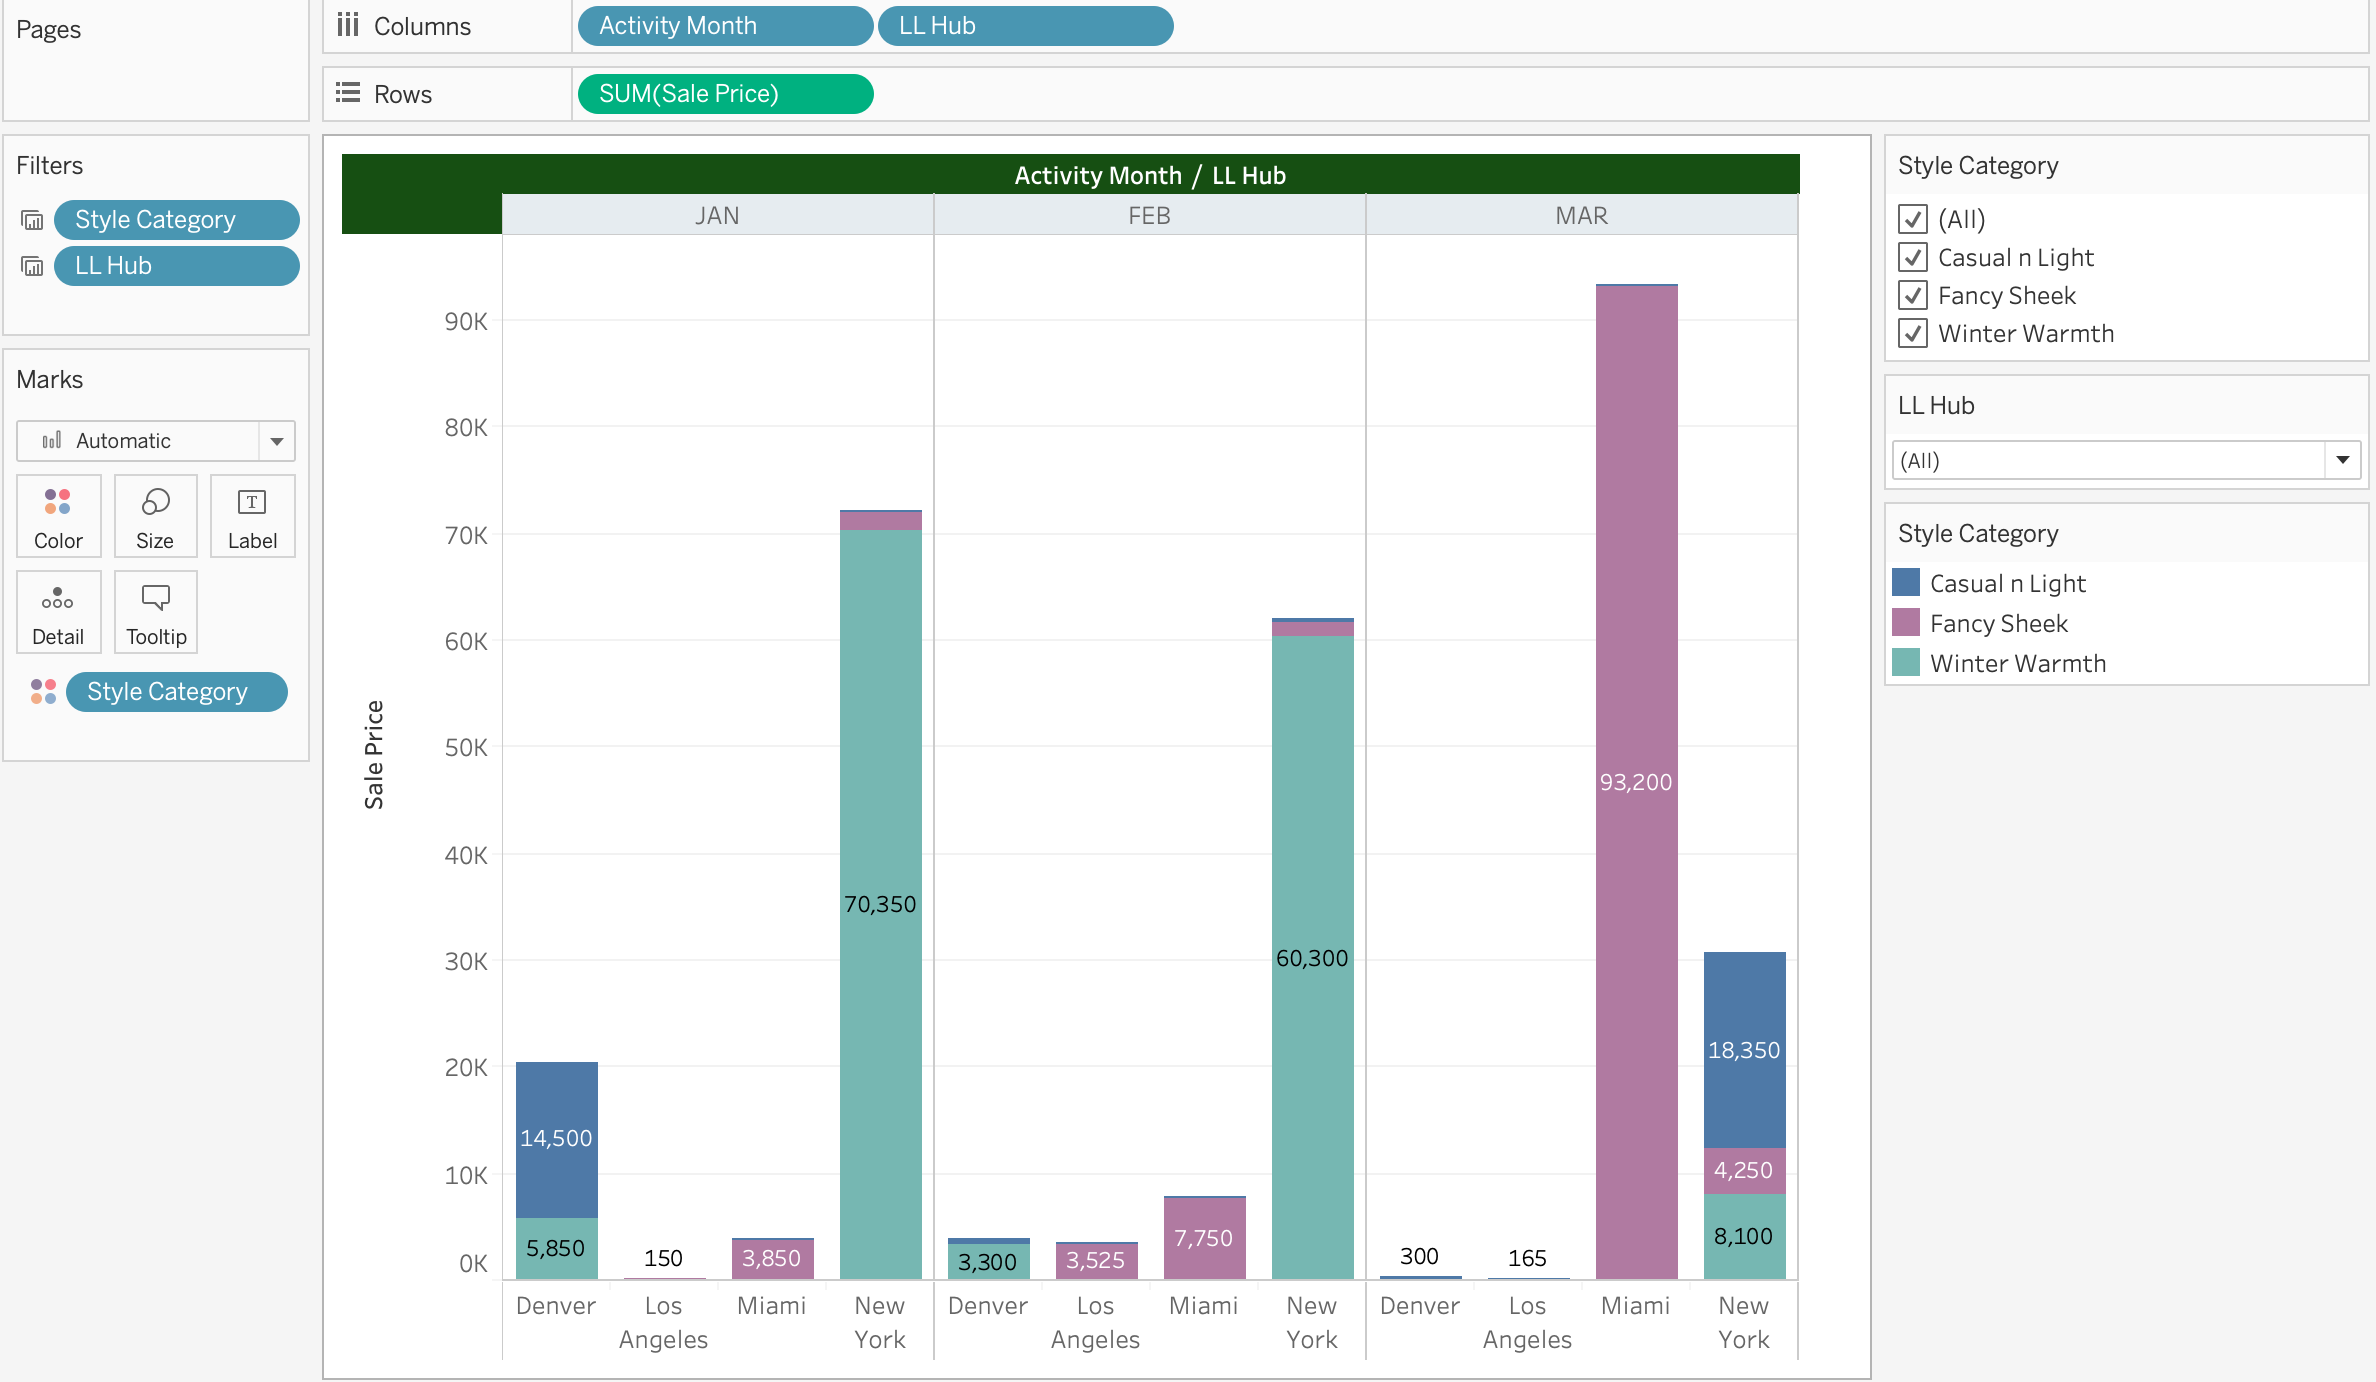 Pages
Columns
Activity Month
LL Hub
Rows
SUM(Sale Price)
Filters
Style Category
LL Hub
Marks
Automatic
Color
Size
T
Label
Detail
Tooltip
Style Category
Activity Month / LL Hub
JAN
FEB
MAR
Sale Price
90K
80K
70K
60K
50K
40K
30K
20K
10K
0K
14,500
5,850
150
3,850
70,350
3,300
3,525
7,750
60,300
300
165
93,200
18,350
4,250
8,100
Denver
Los
Angeles
Miami
New
York
Denver
Los
Angeles
Miami
New
York
Denver
Los
Angeles
Miami
New
York
Style Category
(All)
Casual n Light
Fancy Sheek
Winter Warmth
LL Hub
(All)
Style Category
Casual n Light
Fancy Sheek
Winter Warmth